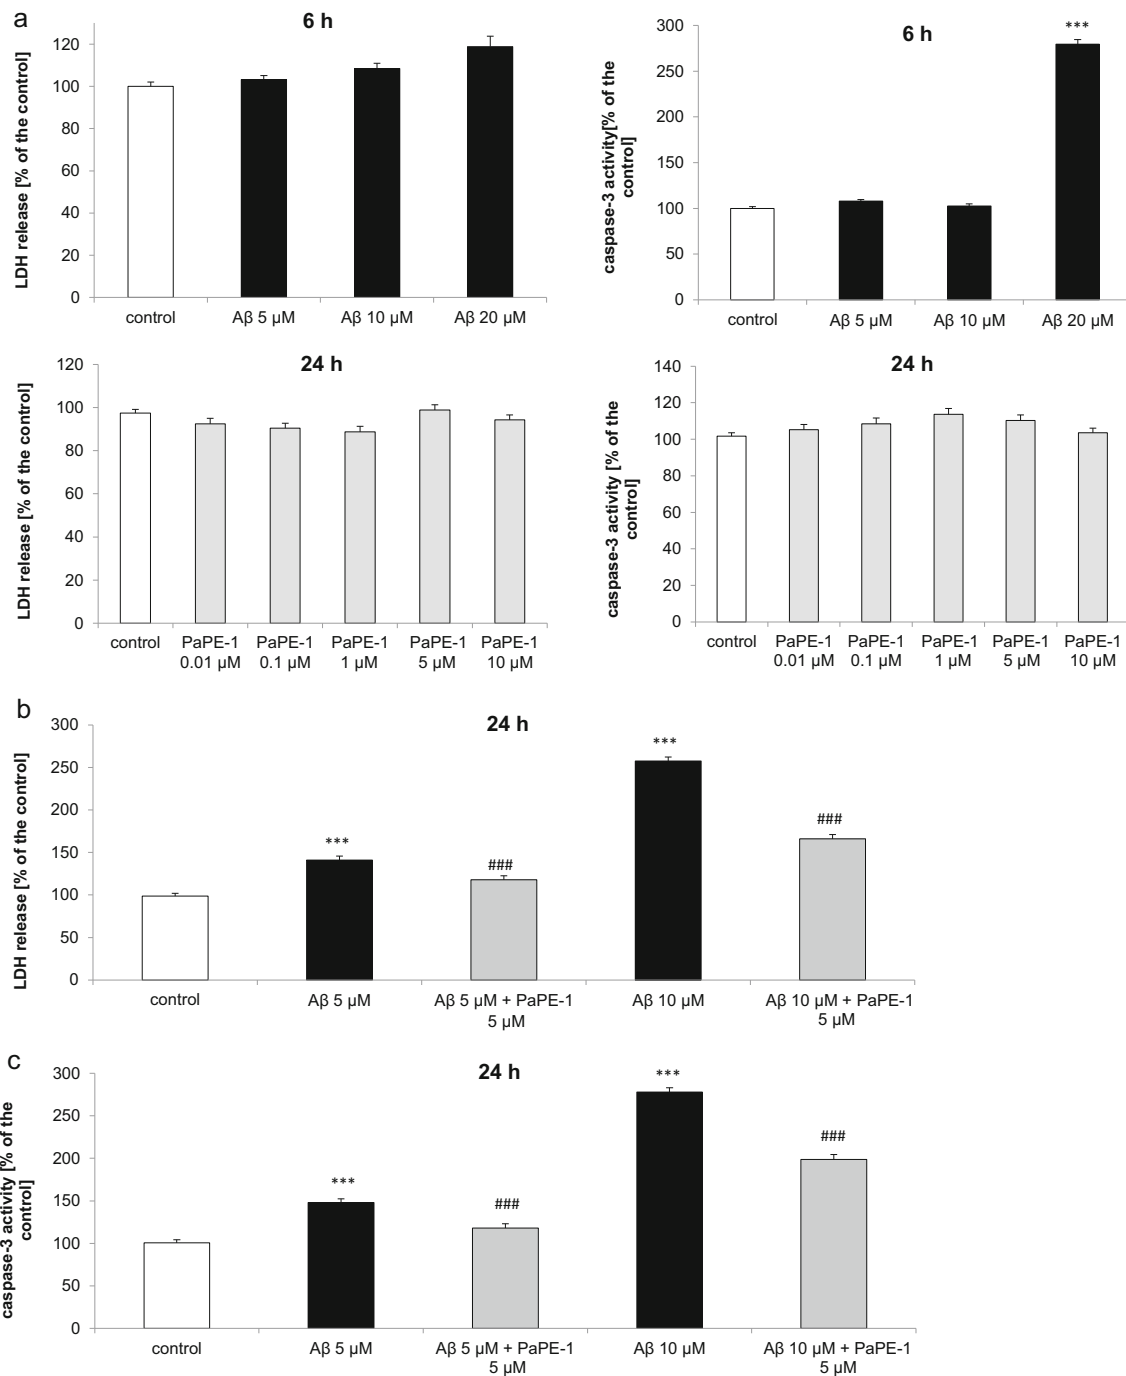 a
6 h
LDH release [% of the control]
120
100
80
60
40
20
0
control
Aβ 5 µM
Aβ 10 µM
Aβ 20 µM
6 h
***
caspase-3 activity[% of the
control]
300
250
200
150
100
50
0
control
Aβ 5 µM
Aβ 10 µM
Aβ 20 µM
24 h
LDH release [% of the control]
120
100
80
60
40
20
0
control
PaPE-1
0.01 µM
PaPE-1
0.1 µM
PaPE-1
1 µM
PaPE-1
5 µM
PaPE-1
10 µM
24 h
caspase-3 activity [% of the
control]
140
120
100
80
60
40
20
0
control
PaPE-1
0.01 µM
PaPE-1
0.1 µM
PaPE-1
1 µM
PaPE-1
5 µM
PaPE-1
10 µM
b
24 h
LDH release [% of the control]
300
250
200
150
100
50
0
***
###
***
###
control
Aβ 5 µM
Aβ 5 µM + PaPE-1
5 µM
Aβ 10 µM
Aβ 10 µM + PaPE-1
5 µM
c
24 h
caspase-3 activity [% of the
control]
300
250
200
150
100
50
0
***
###
***
###
control
Aβ 5 µM
Aβ 5 µM + PaPE-1
5 µM
Aβ 10 µM
Aβ 10 µM + PaPE-1
5 µM